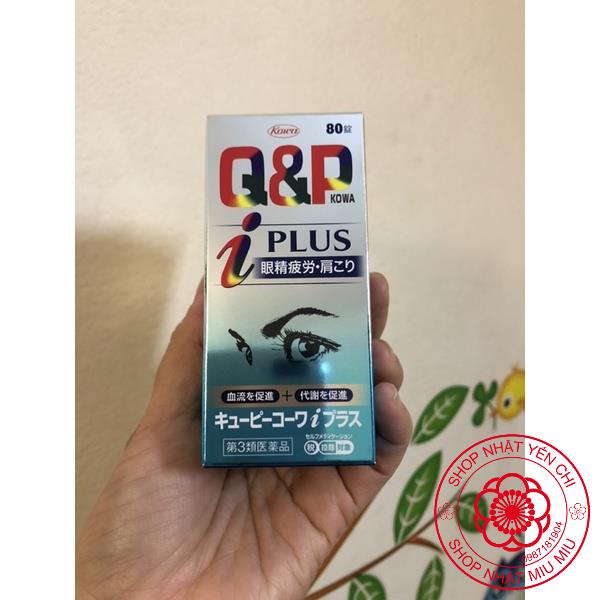 Kowa
80錠
Q&P
KOWA
i PLUS
眼精疲労・肩こり
血流を促進 + 代謝を促進
キューピーコーワiプラス
第3類医薬品
セルフメディケーション
税 控除 対象
SHOP NHẬT YẾN CHI
0987181904
SHOP NHẬT MIU MIU